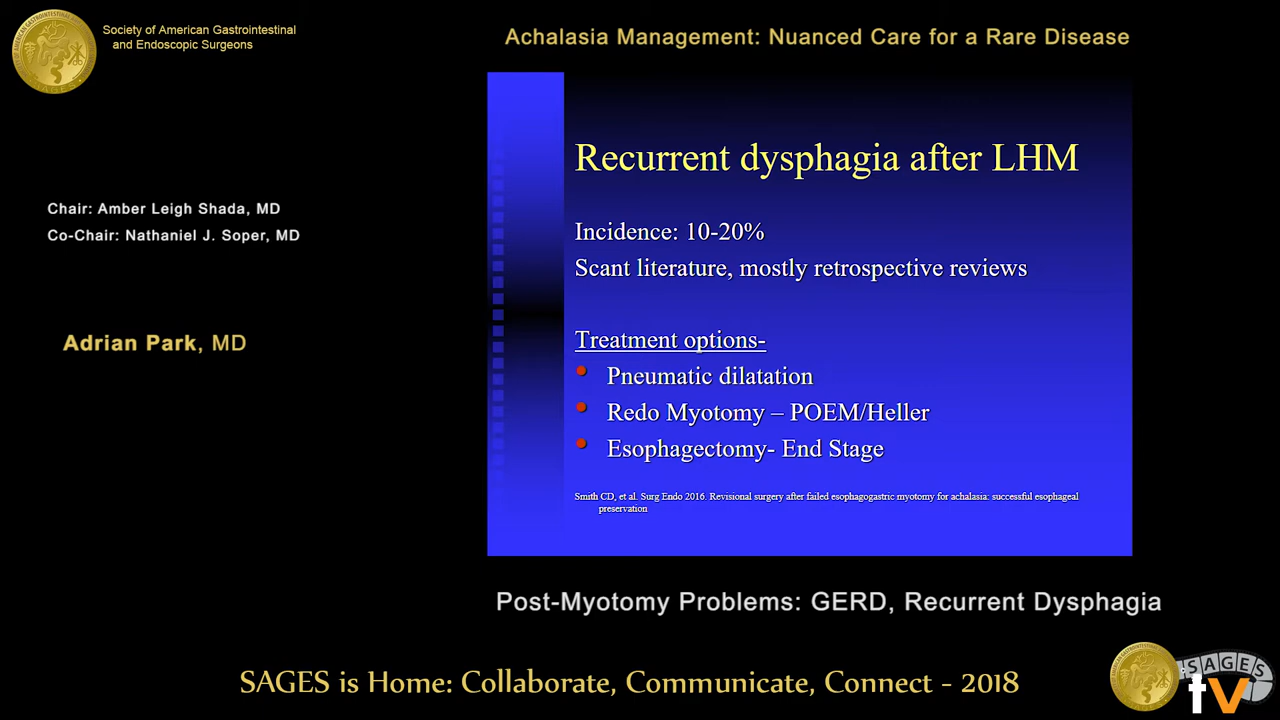 Society of American Gastrointestinal
and Endoscopic Surgeons
Achalasia Management: Nuanced Care for a Rare Disease
Chair: Amber Leigh Shada, MD
Co-Chair: Nathaniel J. Soper, MD
Adrian Park, MD
Recurrent dysphagia after LHM
Incidence: 10-20%
Scant literature, mostly retrospective reviews
Treatment options-
Pneumatic dilatation
Redo Myotomy – POEM/Heller
Esophagectomy- End Stage
Smith CD, et al. Surg Endo 2016. Revisional surgery after failed esophagogastric myotomy for achalasia: successful esophageal
preservation
Post-Myotomy Problems: GERD, Recurrent Dysphagia
SAGES is Home: Collaborate, Communicate, Connect - 2018
SAGES
tv